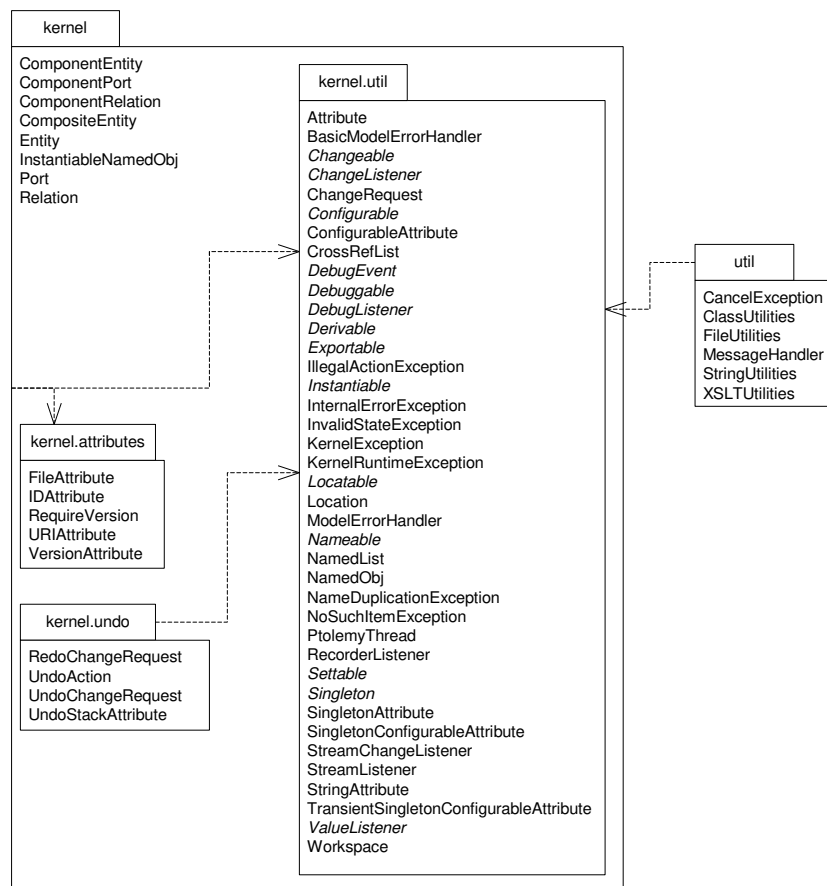 kernel
ComponentEntity
ComponentPort
ComponentRelation
CompositeEntity
Entity
InstantiableNamedObj
Port
Relation
kernel.util
Attribute
BasicModelErrorHandler
Changeable
ChangeListener
ChangeRequest
Configurable
ConfigurableAttribute
CrossRefList
DebugEvent
Debuggable
DebugListener
Derivable
Exportable
IllegalActionException
Instantiable
InternalErrorException
InvalidStateException
KernelException
KernelRuntimeException
Locatable
Location
ModelErrorHandler
Nameable
NamedList
NamedObj
NameDuplicationException
NoSuchItemException
PtolemyThread
RecorderListener
Settable
Singleton
SingletonAttribute
SingletonConfigurableAttribute
StreamChangeListener
StreamListener
StringAttribute
TransientSingletonConfigurableAttribute
ValueListener
Workspace
util
CancelException
ClassUtilities
FileUtilities
MessageHandler
StringUtilities
XSLTUtilities
kernel.attributes
FileAttribute
IDAttribute
RequireVersion
URIAttribute
VersionAttribute
kernel.undo
RedoChangeRequest
UndoAction
UndoChangeRequest
UndoStackAttribute